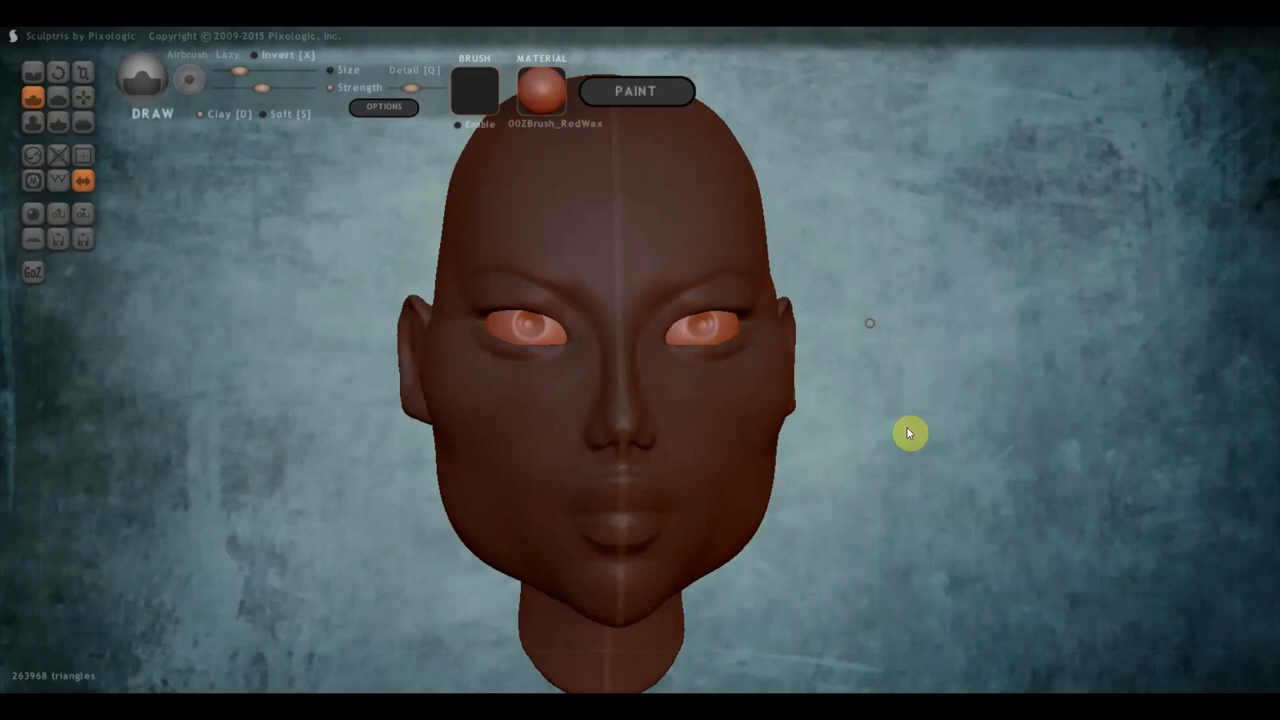 Sculptris by Pixologic Copyright ©2009-2015 Pixologic, Inc.
Airbrush Lazy Invert [X]
BRUSH MATERIAL
Size Detail [Q]
Strength
PAINT
OPTIONS
DRAW Clay [D] Soft [S]
Enable 00ZBrush_RedWax
GoZ
263968 triangles